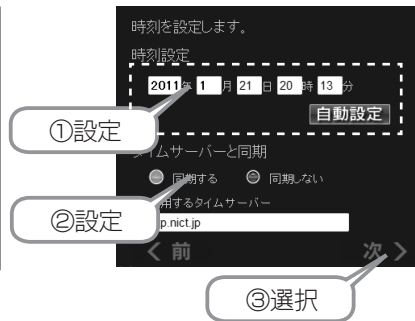 時刻を設定します。
時刻設定
2011年 1 月 21 日 20 時 13 分
自動設定
①設定
タイムサーバーと同期
同期する 同期しない
②設定
用するタイムサーバー
p.nict.jp
前 次
③選択